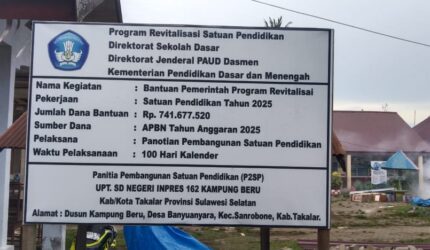 Program Revitalisasi Satuan Pendidikan
Direktorat Sekolah Dasar
Direktorat Jenderal PAUD Dasmen
Kementerian Pendidikan Dasar dan Menengah
Nama Kegiatan : Bantuan Pemerintah Program Revitalisai
Pekerjaan : Satuan Pendidikan Tahun 2025
Jumlah Dana Bantuan : Rp. 741.677.520
Sumber Dana : APBN Tahun Anggaran 2025
Pelaksana : Panotian Pembangunan Satuan Pendidikan
Waktu Pelaksanaan : 100 Hari Kalender
Panitia Pembangunan Satuan Pendidikan (P2SP)
UPT. SD NEGERI INPRES 162 KAMPUNG BERU
Kab/Kota Takalar Provinsi Sulawesi Selatan
Alamat : Dusun Kampung Beru, Desa Banyuanyara, Kec.Sanrobone, Kab.Takalar.